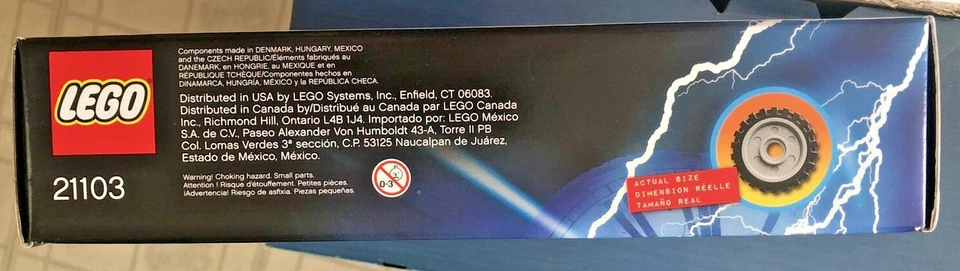 LEGO
21103
Components made in DENMARK, HUNGARY, MEXICO
and the CZECH REPUBLIC/Éléments fabriqués au
DANEMARK, en HONGRIE, au MEXIQUE et en
RÉPUBLIQUE TCHÈQUE/Componentes hechos en
DINAMARCA, HUNGRÍA, MÉXICO y la REPÚBLICA CHECA.
Distributed in USA by LEGO Systems, Inc., Enfield, CT 06083.
Distributed in Canada by/Distribué au Canada par LEGO Canada
Inc., Richmond Hill, Ontario L4B 1J4. Importado por: LEGO México
S.A. de C.V., Paseo Alexander Von Humboldt 43-A, Torre II PB
Col. Lomas Verdes 3ª sección, C.P. 53125 Naucalpan de Juárez,
Estado de México, México.
Warning! Choking hazard. Small parts.
Attention ! Risque d'étouffement. Petites pièces.
¡Advertencia! Riesgo de asfixia. Piezas pequeñas.
0-3
ACTUAL SIZE
DIMENSION RÉELLE
TAMAÑO REAL